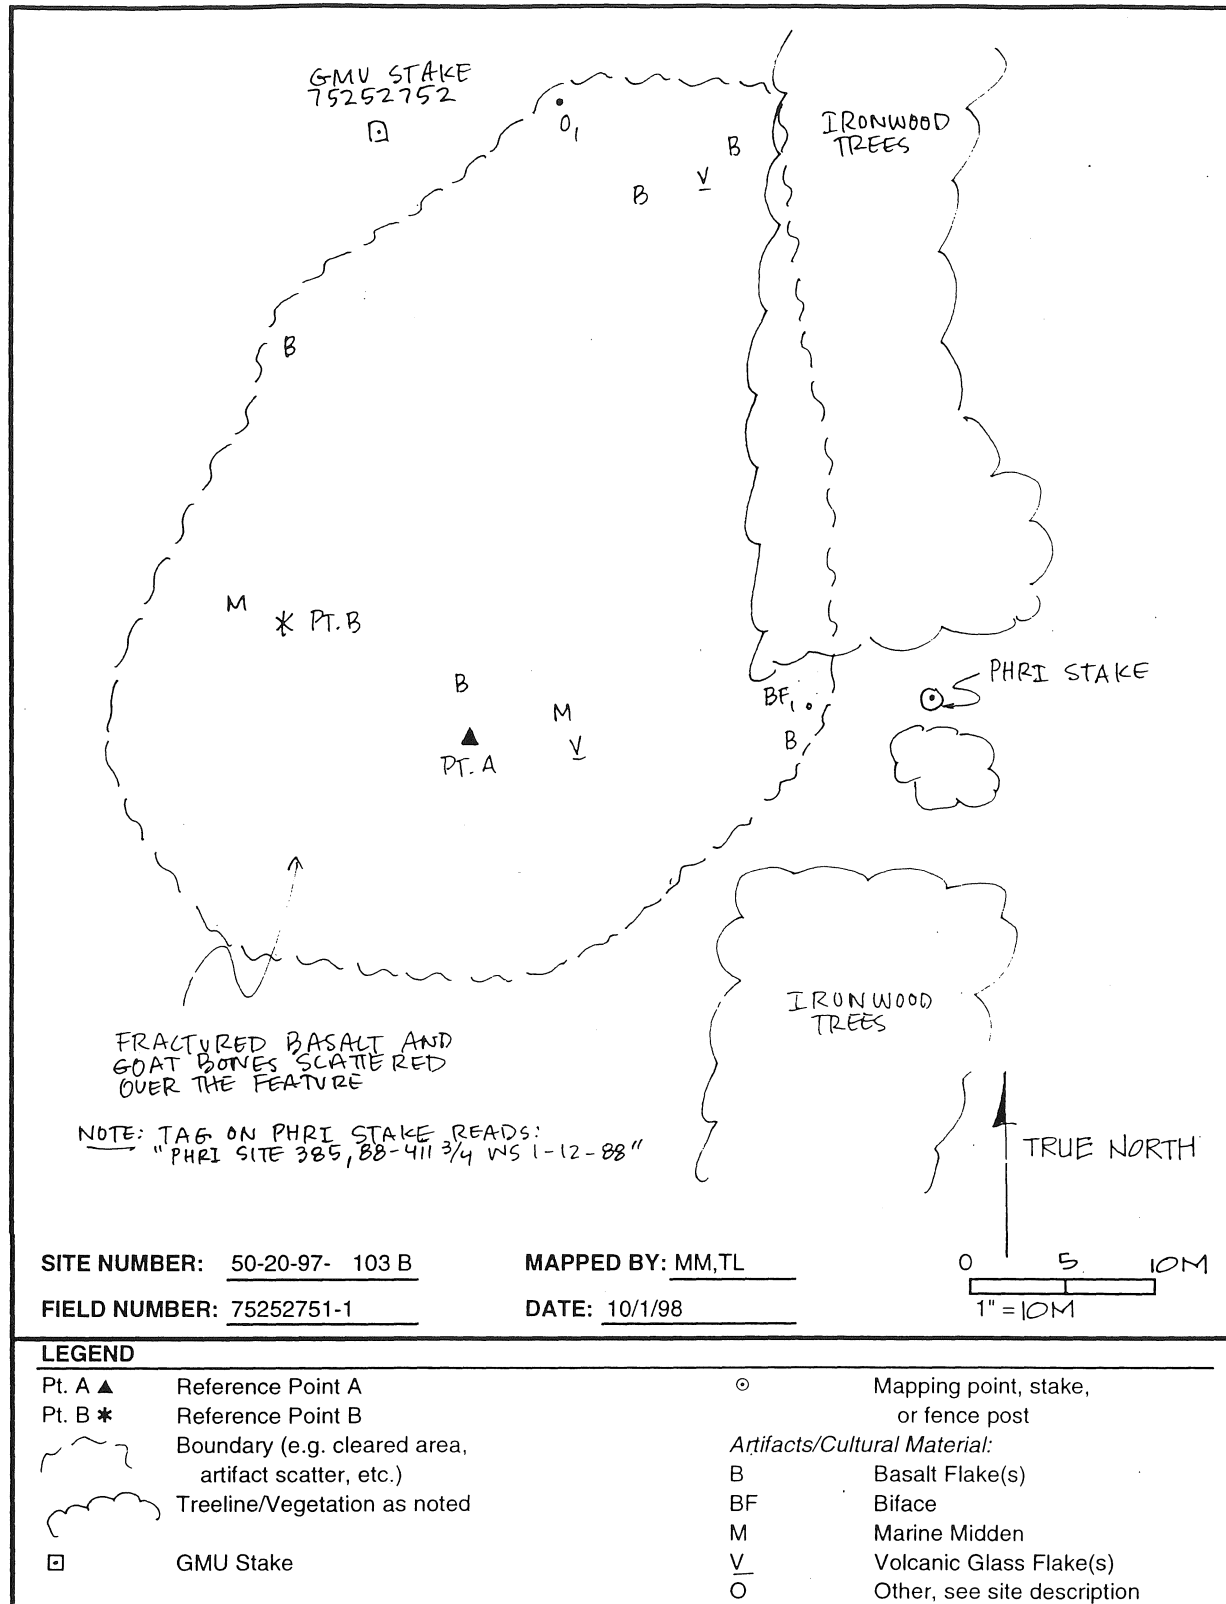 GMU STAKE
75252752
O1
IRONWOOD
TREES
B
V
B
B
M
PT. B
B
M
V
PT. A
BF1
B
PHRI STAKE
IRONWOOD
TREES
FRACTURED BASALT AND
GOAT BONES SCATTERED
OVER THE FEATURE
NOTE: TAG ON PHRI STAKE READS:
"PHRI SITE 385, 88-411 3/4 WS 1-12-88"
TRUE NORTH
SITE NUMBER: 50-20-97- 103 B
MAPPED BY: MM,TL
0 5 10M
FIELD NUMBER: 75252751-1
DATE: 10/1/98
1" = 10M
LEGEND
Pt. A ▲ Reference Point A
Pt. B * Reference Point B
Boundary (e.g. cleared area,
artifact scatter, etc.)
Treeline/Vegetation as noted
GMU Stake
Mapping point, stake,
or fence post
Artifacts/Cultural Material:
B Basalt Flake(s)
BF Biface
M Marine Midden
V Volcanic Glass Flake(s)
O Other, see site description